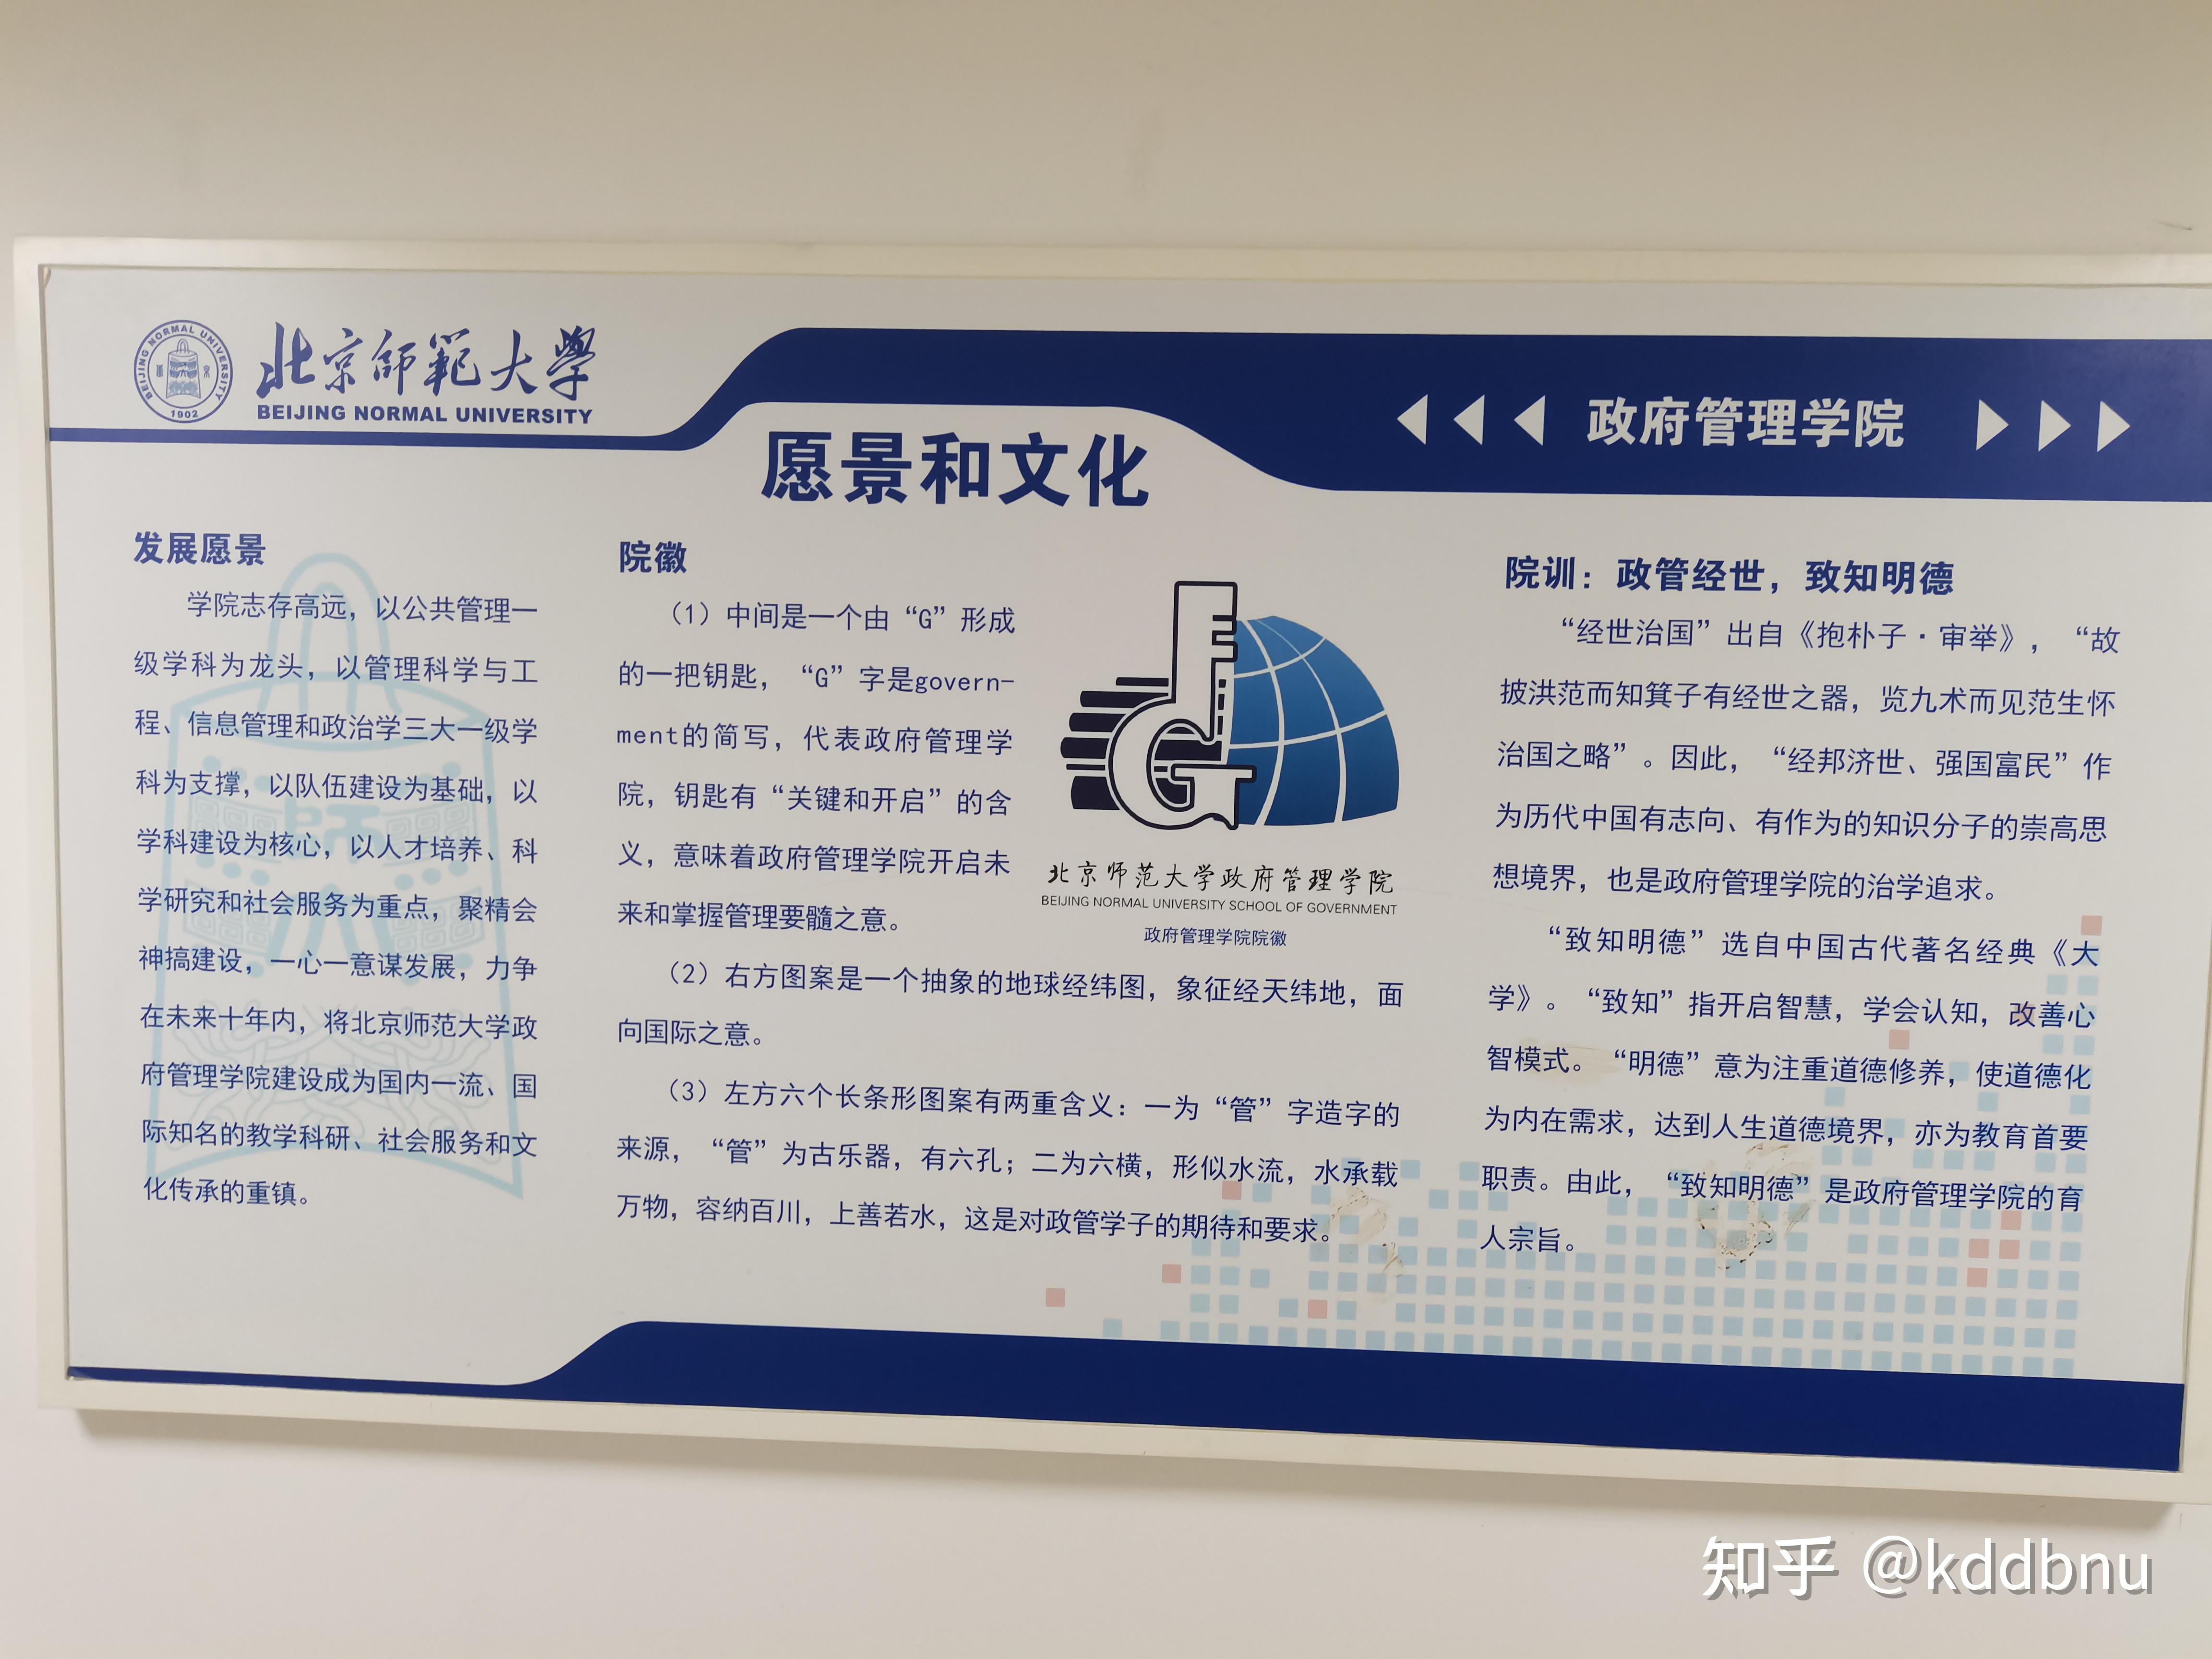 BEIJING NORMAL UNIVERSITY
1902
北京師範大學
BEIJING NORMAL UNIVERSITY
政府管理学院
愿景和文化
发展愿景
学院志存高远，以公共管理一
级学科为龙头，以管理科学与工
程、信息管理和政治学三大一级学
科为支撑，以队伍建设为基础，以
学科建设为核心，以人才培养、科
学研究和社会服务为重点，聚精会
神搞建设，一心一意谋发展，力争
在未来十年内，将北京师范大学政
府管理学院建设成为国内一流、国
际知名的教学科研、社会服务和文
化传承的重镇。
院徽
（1）中间是一个由“G”形成
的一把钥匙，“G”字是govern-
ment的简写，代表政府管理学
院，钥匙有“关键和开启”的含
义，意味着政府管理学院开启未
来和掌握管理要髓之意。
北京师范大学政府管理学院
BEIJING NORMAL UNIVERSITY SCHOOL OF GOVERNMENT
政府管理学院院徽
（2）右方图案是一个抽象的地球经纬图，象征经天纬地，面
向国际之意。
（3）左方六个长条形图案有两重含义：一为“管”字造字的
来源，“管”为古乐器，有六孔；二为六横，形似水流，水承载
万物，容纳百川，上善若水，这是对政管学子的期待和要求。
院训：政管经世，致知明德
“经世治国”出自《抱朴子·审举》，“故
披洪范而知箕子有经世之器，览九术而见范生怀
治国之略”。因此，“经邦济世、强国富民”作
为历代中国有志向、有作为的知识分子的崇高思
想境界，也是政府管理学院的治学追求。
“致知明德”选自中国古代著名经典《大
学》。“致知”指开启智慧，学会认知，改善心
智模式。“明德”意为注重道德修养，使道德化
为内在需求，达到人生道德境界，亦为教育首要
职责。由此，“致知明德”是政府管理学院的育
人宗旨。
知乎 @kddbnu